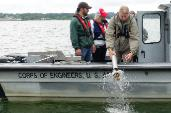 CORPS OF ENGINEERS U.S.A.